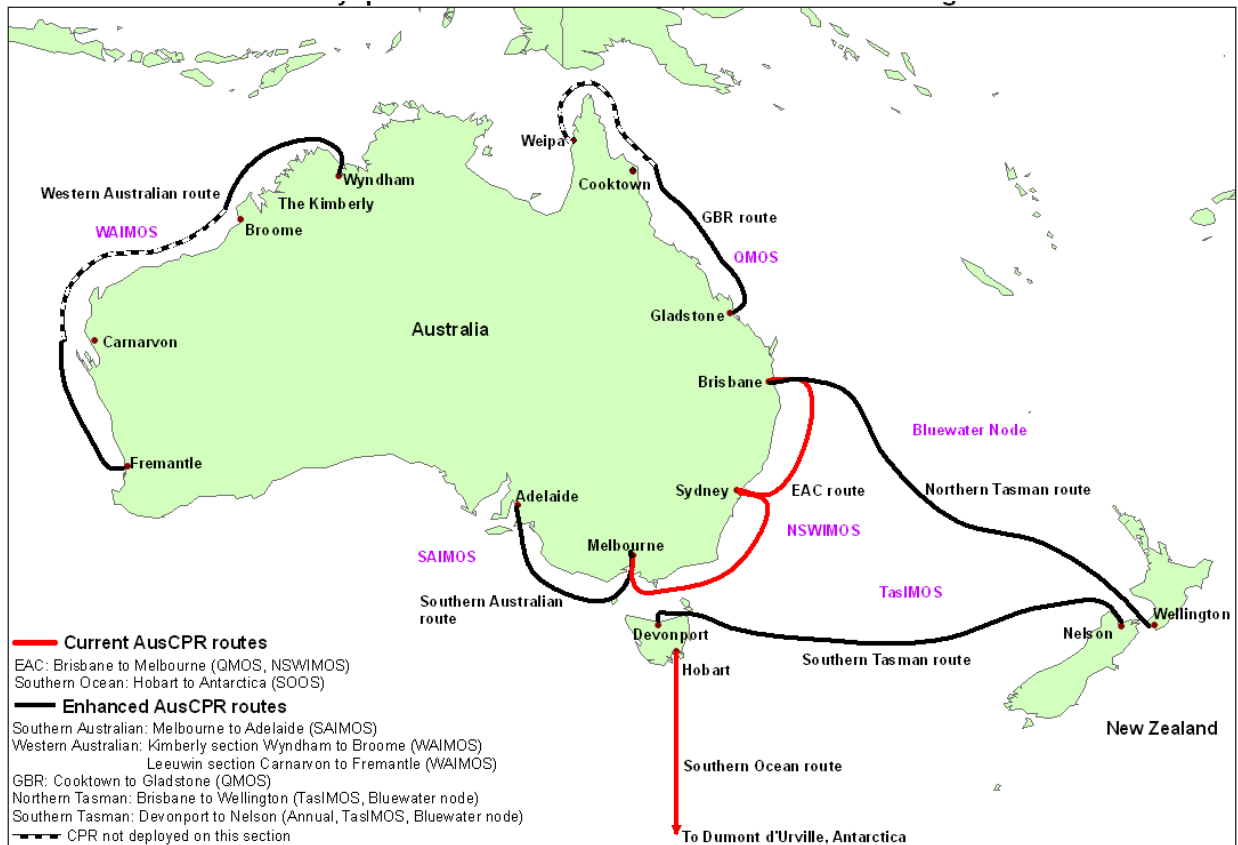 Weipa
Cooktown
Wyndham
Western Australian route
The Kimberly
Broome
WAIMOS
GBR route
QMOS
Gladstone
Australia
Carnarvon
Brisbane
Bluewater Node
Fremantle
Adelaide
Sydney
EAC route
Northern Tasman route
NSWIMOS
Melbourne
SAIMOS
TasIMOS
Southern Australian
route
Devonport
Nelson
Wellington
Southern Tasman route
Hobart
New Zealand
Southern Ocean route
To Dumont d'Urville, Antarctica
Current AusCPR routes
EAC: Brisbane to Melbourne (QMOS, NSWIMOS)
Southern Ocean: Hobart to Antarctica (SOOS)
Enhanced AusCPR routes
Southern Australian: Melbourne to Adelaide (SAIMOS)
Western Australian: Kimberly section Wyndham to Broome (WAIMOS)
Leeuwin section Carnarvon to Fremantle (WAIMOS)
GBR: Cooktown to Gladstone (QMOS)
Northern Tasman: Brisbane to Wellington (TasIMOS, Bluewater node)
Southern Tasman: Devonport to Nelson (Annual, TasIMOS, Bluewater node)
CPR not deployed on this section